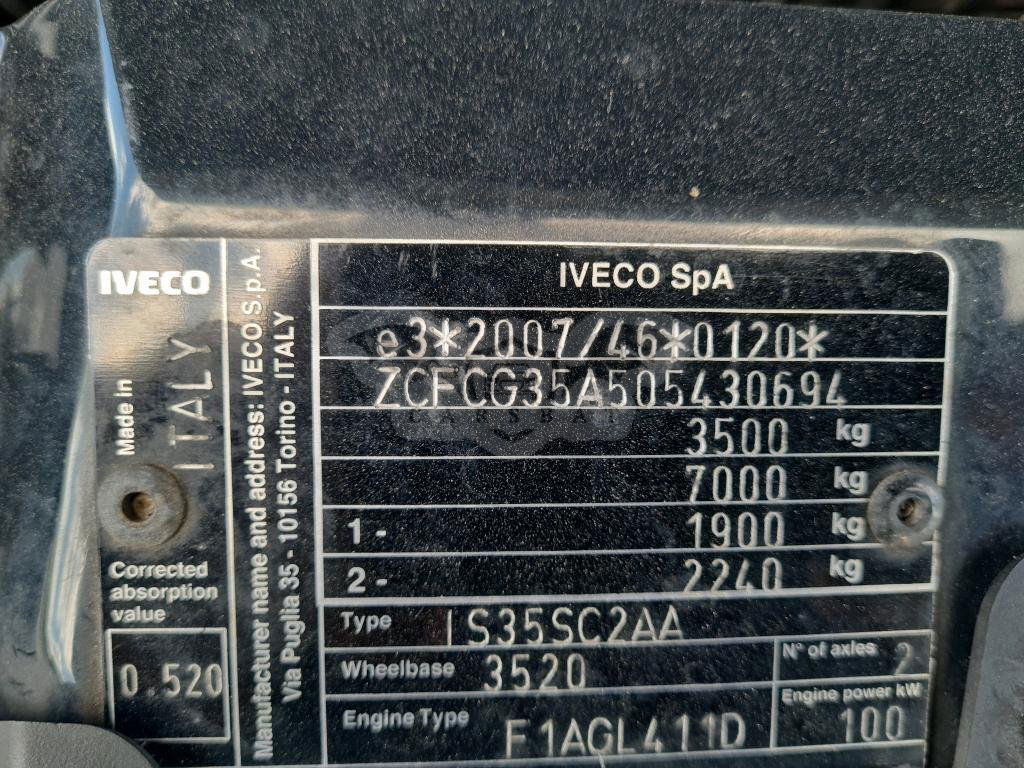 IVECO
Made in
ITALY
Corrected
absorption
value
0.520
Manufacturer name and address: IVECO S.p.A.
Via Puglia 35 - 10156 Torino - ITALY
IVECO SpA
e3*2007/46*0120*
ZCFCG35A505430694
3500 kg
7000 kg
1- 1900 kg
2- 2240 kg
Type IS35SC2AA
Wheelbase 3520
N° of axles 2
Engine Type F1AGL411D
Engine power kW
100